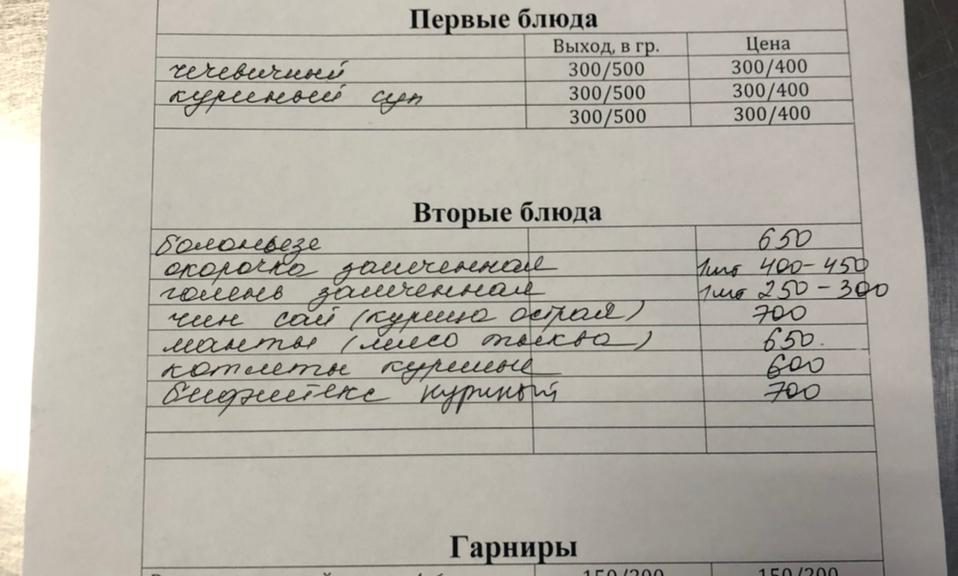 Первые блюда
Выход, в гр. Цена
чечевичный 300/500 300/400
куриный суп 300/500 300/400
300/500 300/400
Вторые блюда
болоньезе 650
окорочка запеченная 1шт 400-450
голень запеченная 1шт 250-300
чин сай (курица острая) 700
манты (мясо тыква) 650.
котлеты куриные 600
бифштекс куриный 700
Гарниры
150/200 150/200